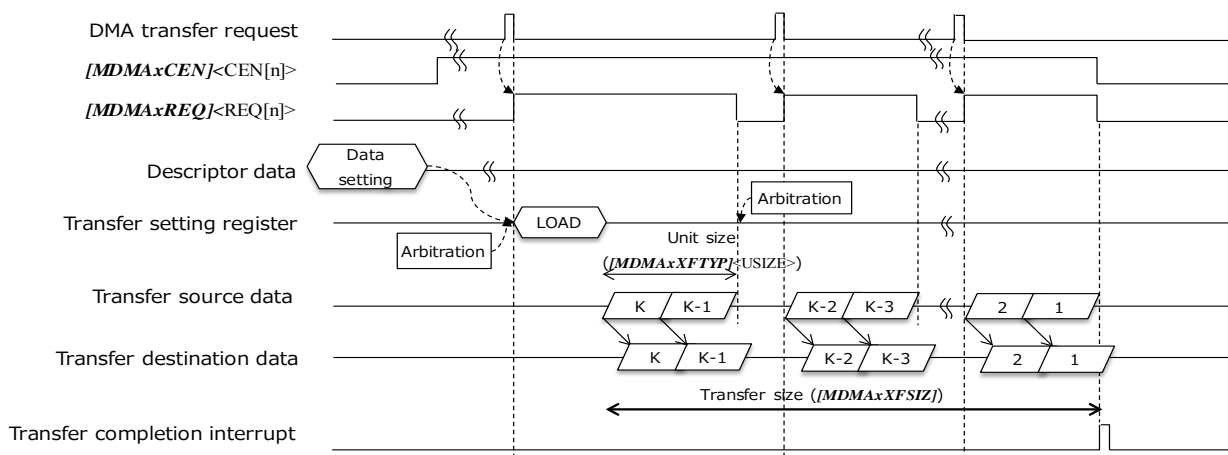 DMA transfer request
[MDMAxCEN]<CEN[n]>
[MDMAxREQ]<REQ[n]>
Descriptor data
Data
setting
Transfer setting register
LOAD
Arbitration
Arbitration
Unit size
([MDMAxXFTYP]<USIZE>)
Transfer source data
K K-1 K-2 K-3 2 1
Transfer destination data
K K-1 K-2 K-3 2 1
Transfer size ([MDMAxXFSIZ])
Transfer completion interrupt